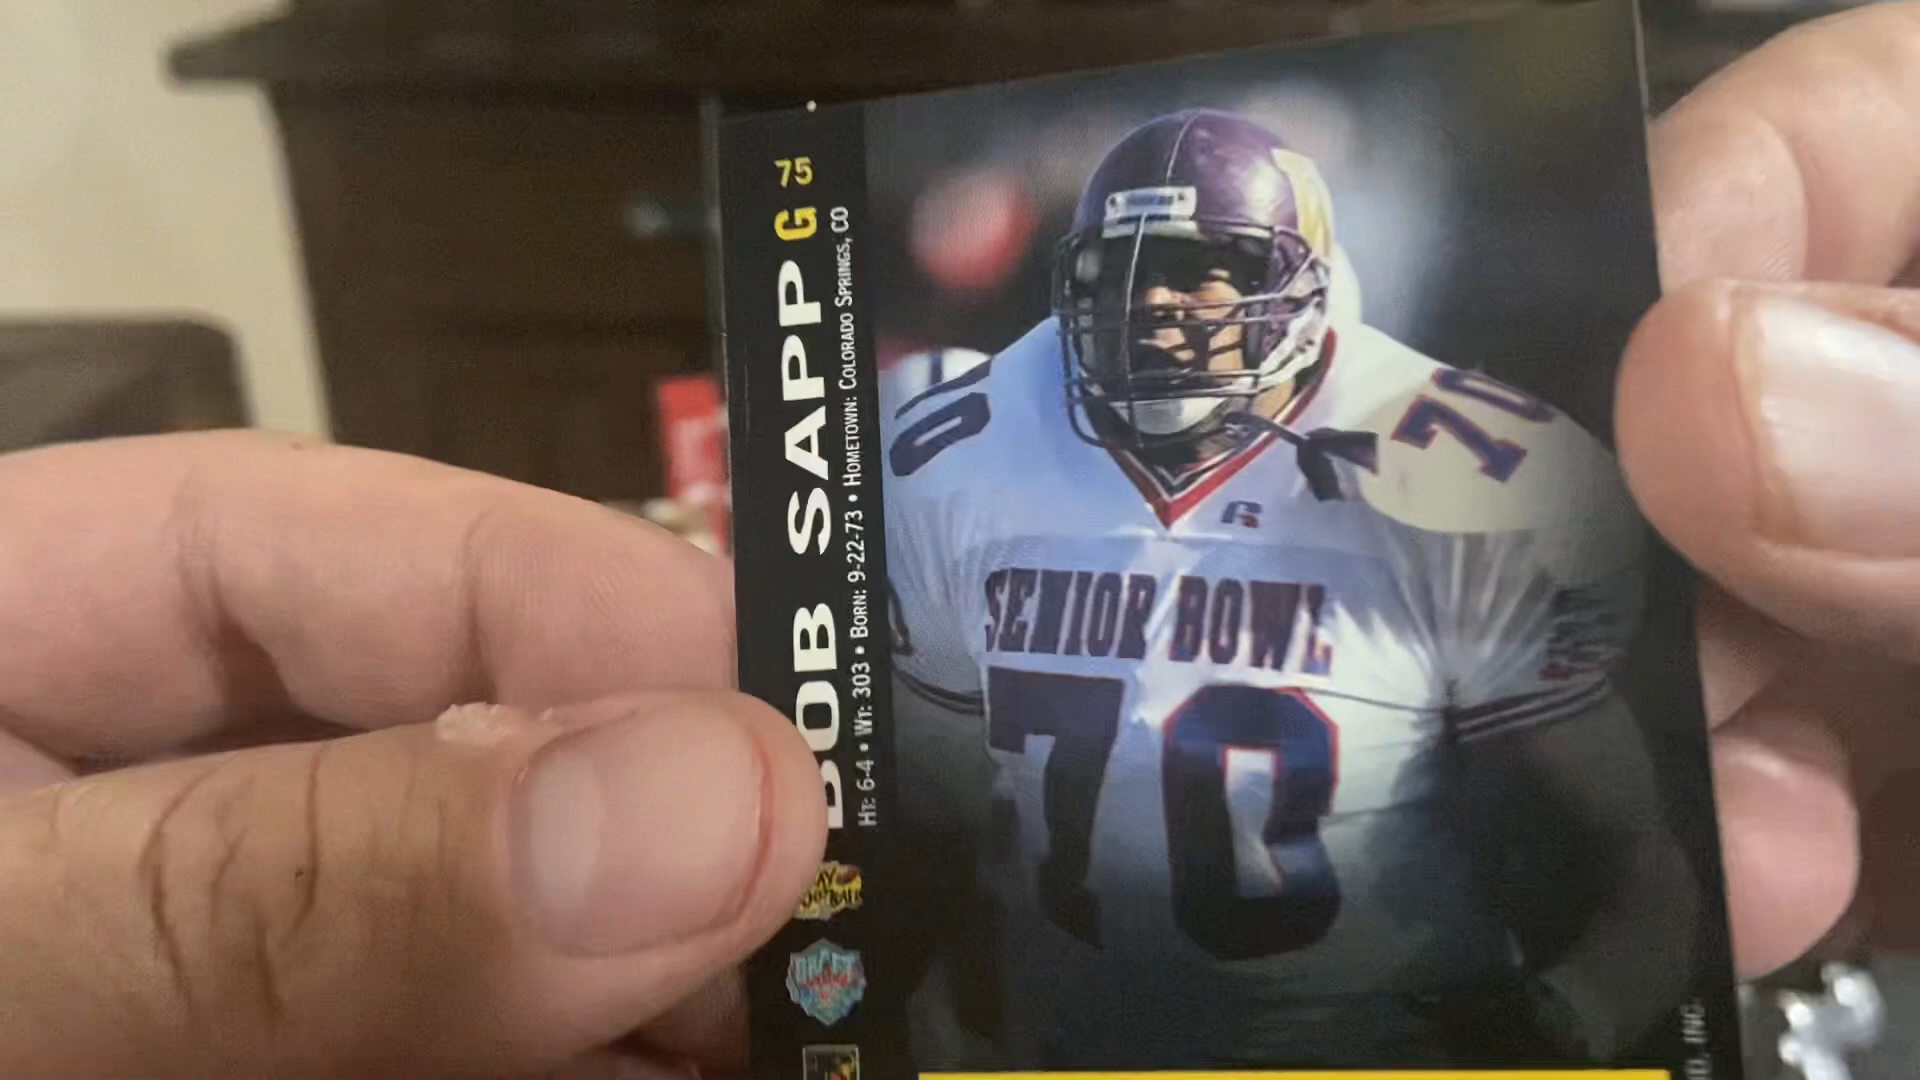 BOB SAPP G 75
HT: 6-4 • WT: 303 • BORN: 9-22-73 • HOMETOWN: COLORADO SPRINGS, CO
70
SENIOR BOWL
70